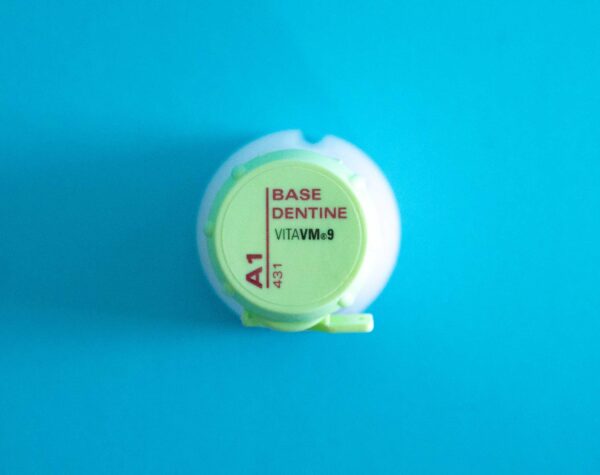 BASE
DENTINE
VITAVM®9
A1
431